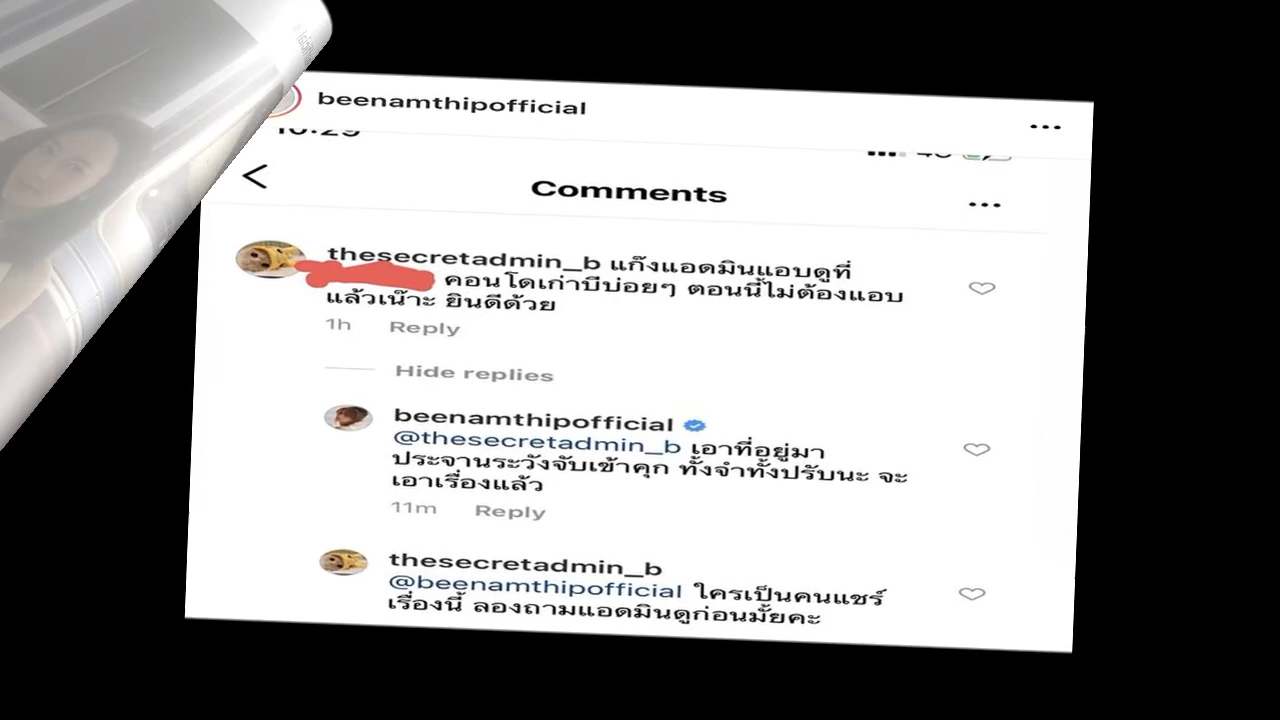 beenamthipofficial
10:29
Comments
thesecretadmin_b แก๊งแอดมินแอบดูที่
คอนโดเก่าบีบ่อยๆ ตอนนี้ไม่ต้องแอบ
แล้วเน๊าะ ยินดีด้วย
1h Reply
Hide replies
beenamthipofficial
@thesecretadmin_b เอาที่อยู่มา
ประจานระวังจับเข้าคุก ทั้งจำทั้งปรับนะ จะ
เอาเรื่องแล้ว
11m Reply
thesecretadmin_b
@beenamthipofficial ใครเป็นคนแชร์
เรื่องนี้ ลองถามแอดมินดูก่อนมั้ยคะ